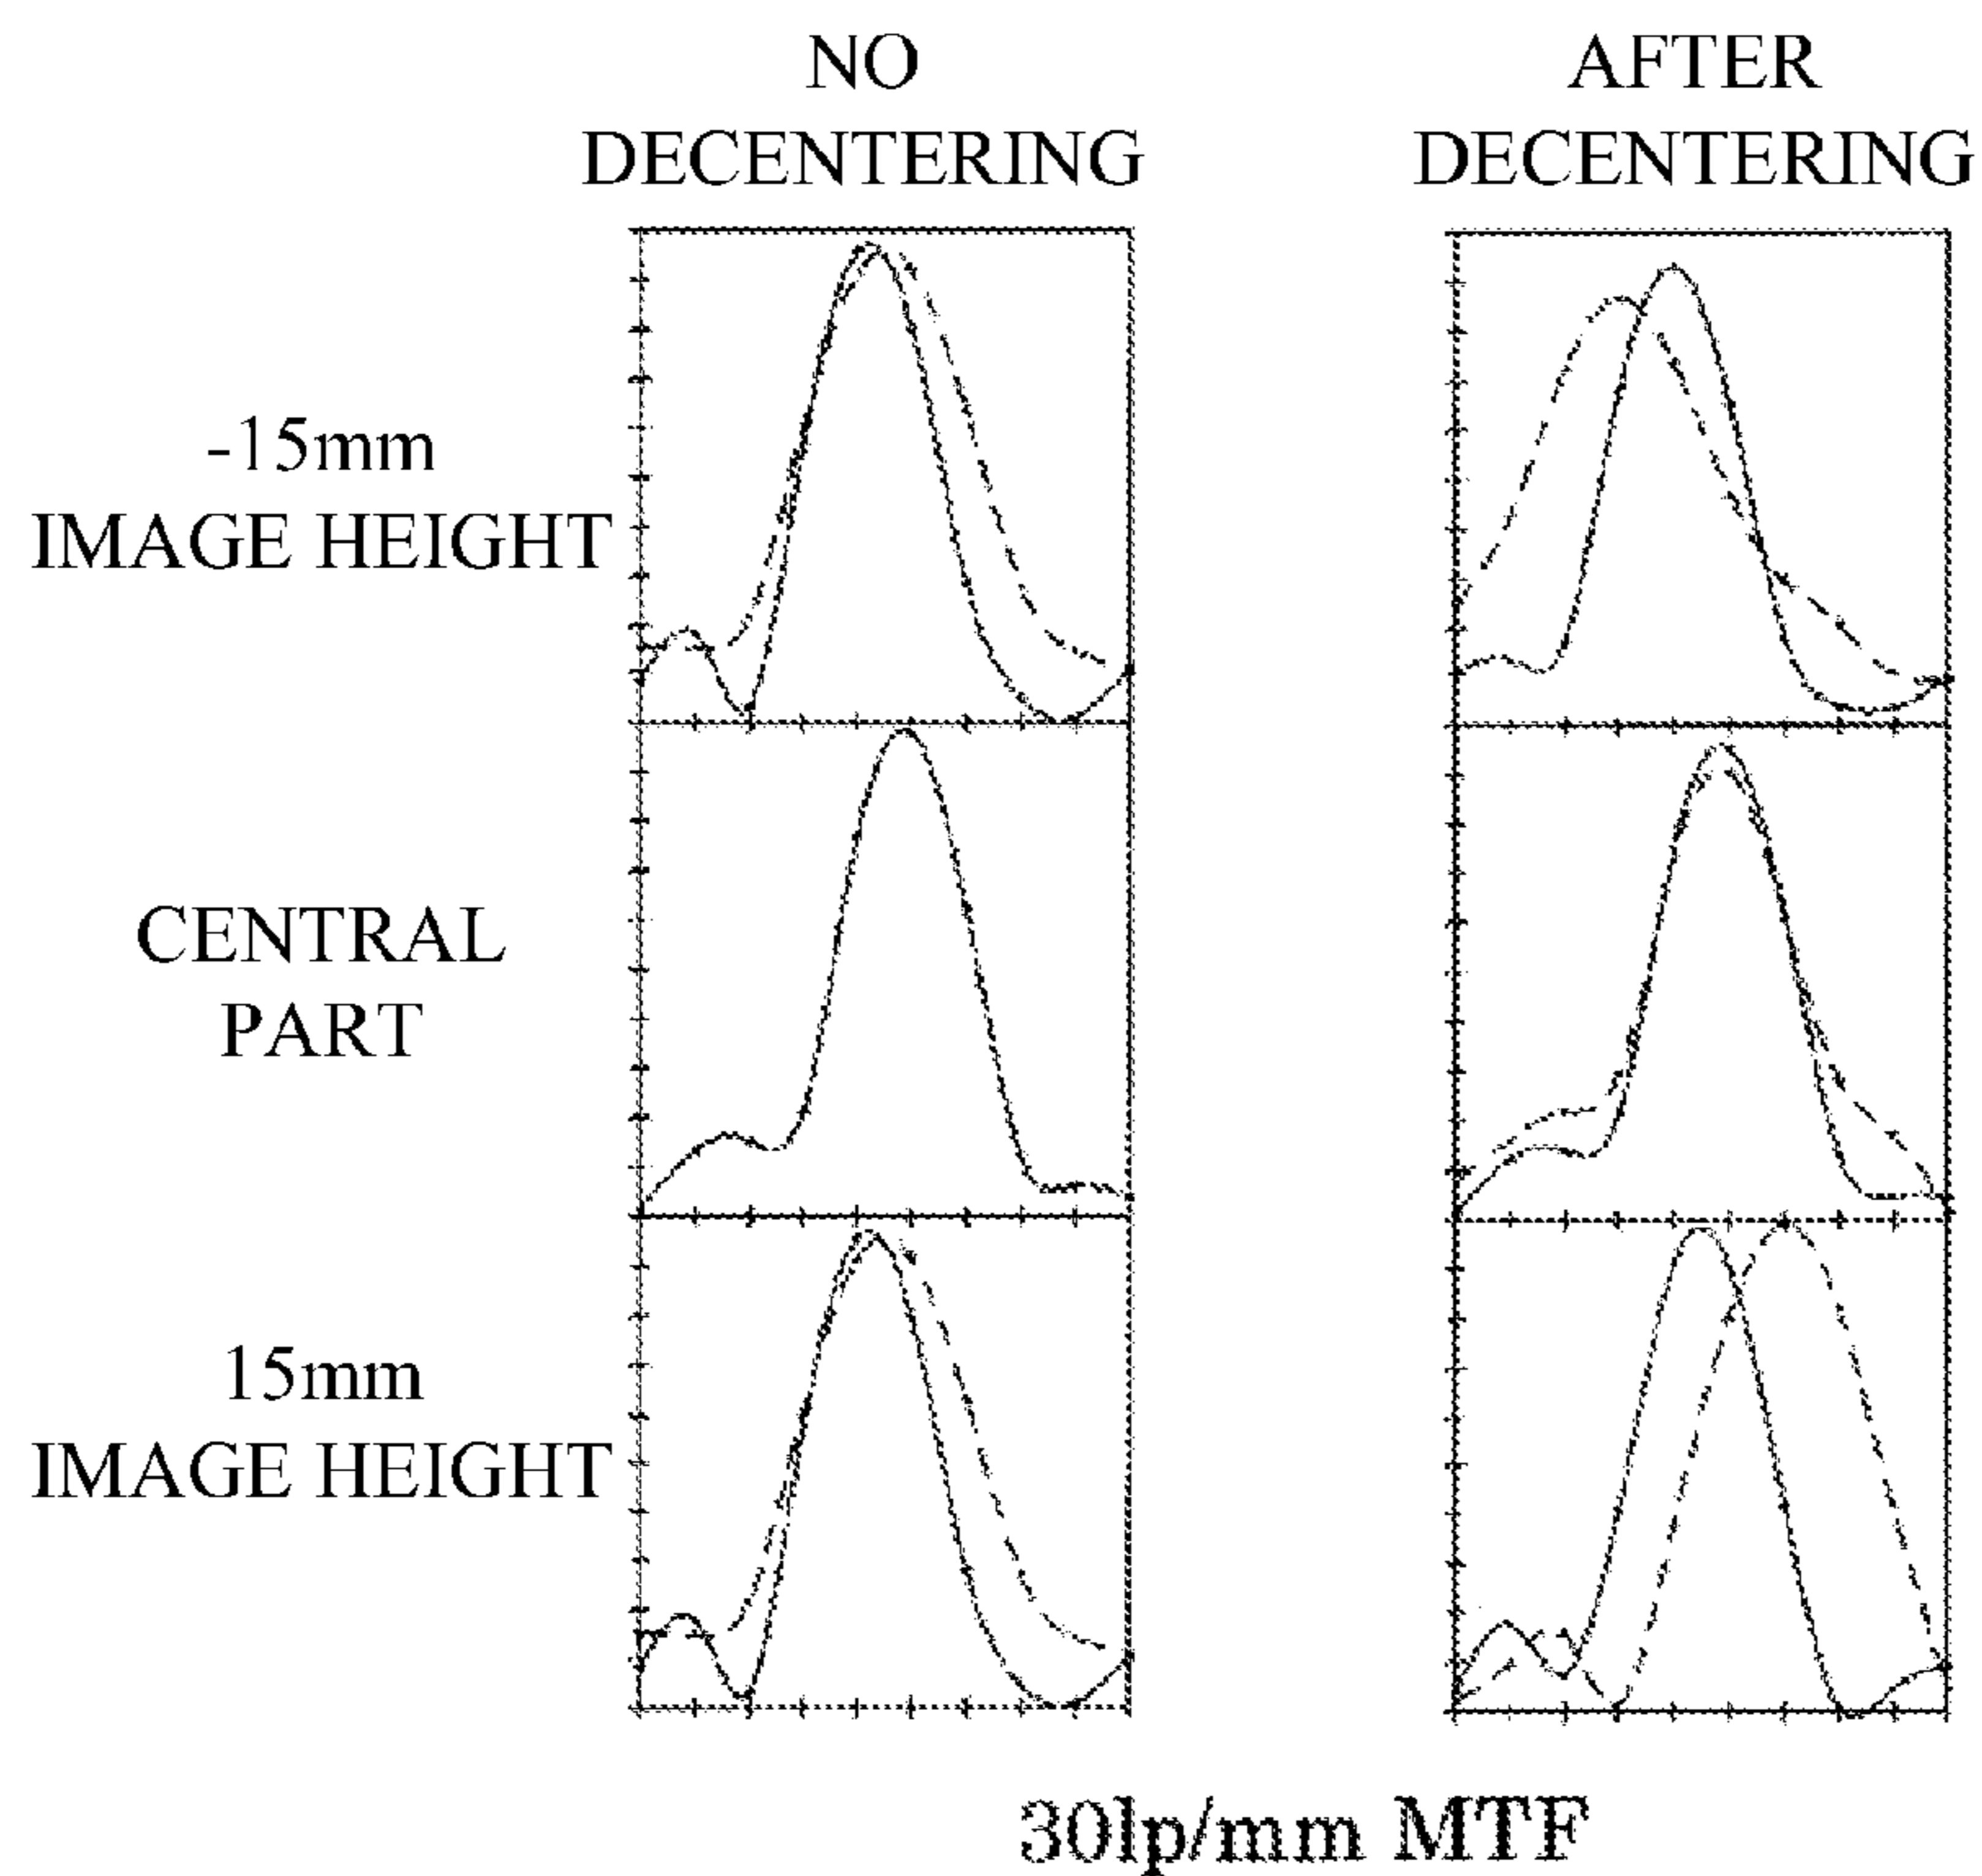 NO
DECENTERING
AFTER
DECENTERING
-15mm
IMAGE HEIGHT
CENTRAL
PART
15mm
IMAGE HEIGHT
30lp/mm MTF